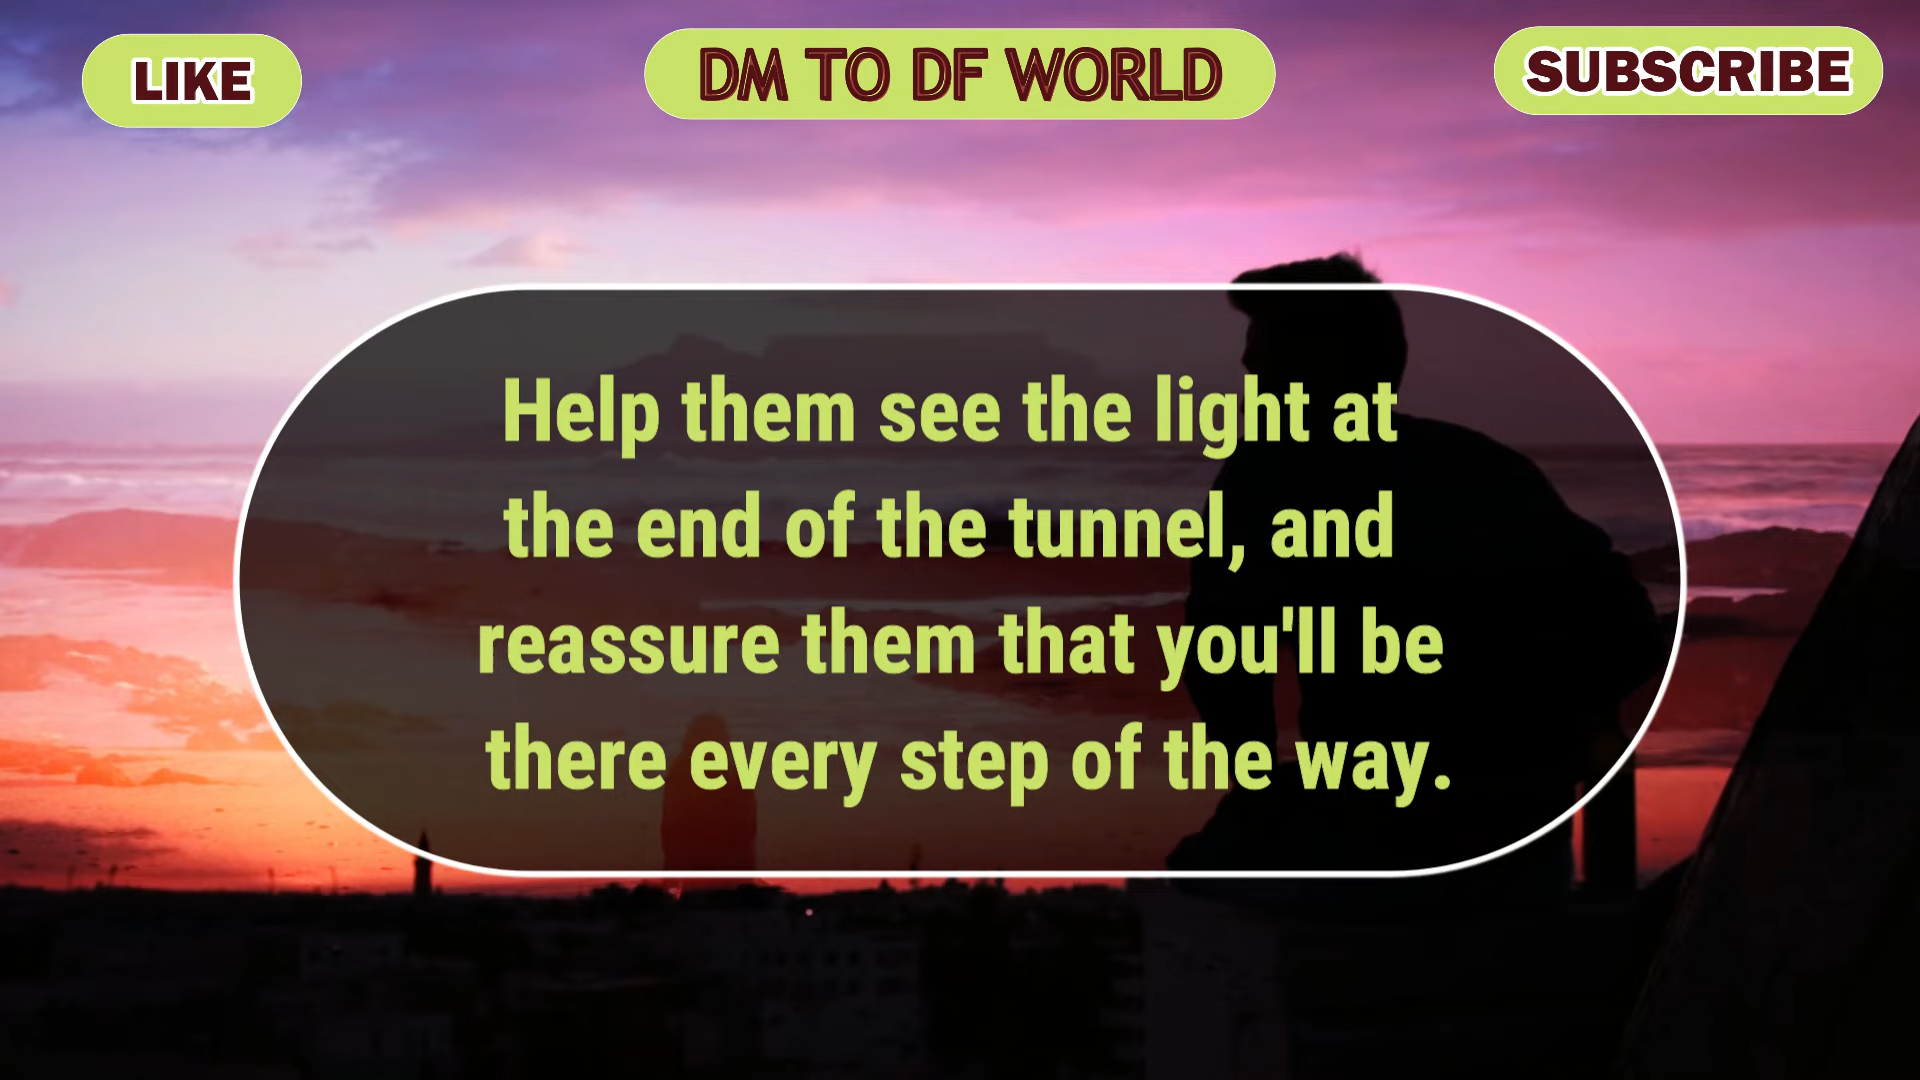 LIKE
DM TO DF WORLD
SUBSCRIBE
Help them see the light at
the end of the tunnel, and
reassure them that you'll be
there every step of the way.